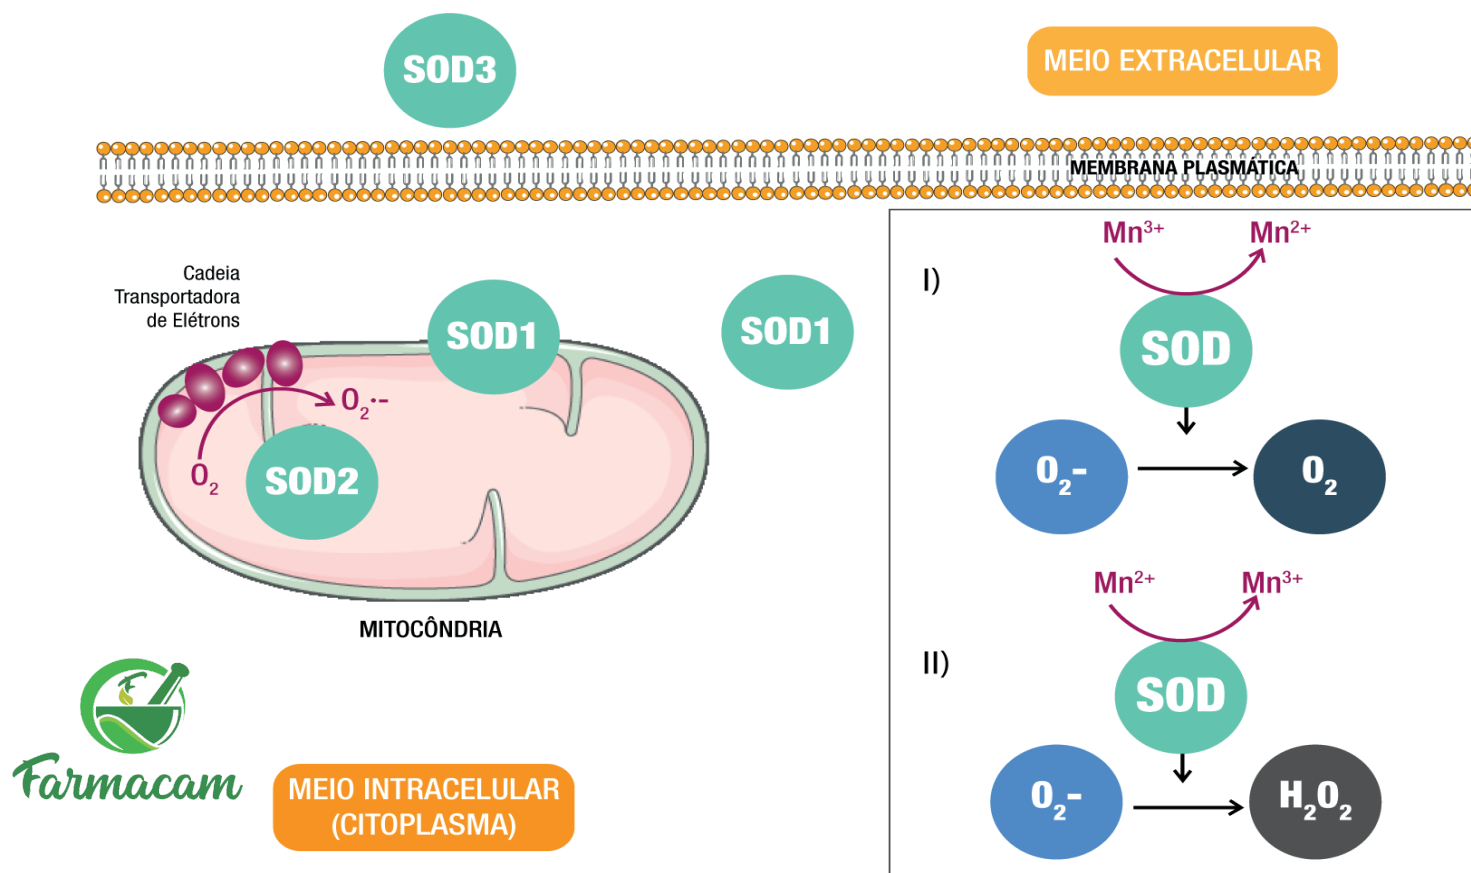 SOD3
MEIO EXTRACELULAR
MEMBRANA PLASMÁTICA
Cadeia
Transportadora
de Elétrons
SOD1
SOD1
O₂•-
O₂
SOD2
MITOCÔNDRIA
Farmacam
MEIO INTRACELULAR
(CITOPLASMA)
I)
Mn³⁺ Mn²⁺
SOD
O₂- O₂
II)
Mn²⁺ Mn³⁺
SOD
O₂- H₂O₂